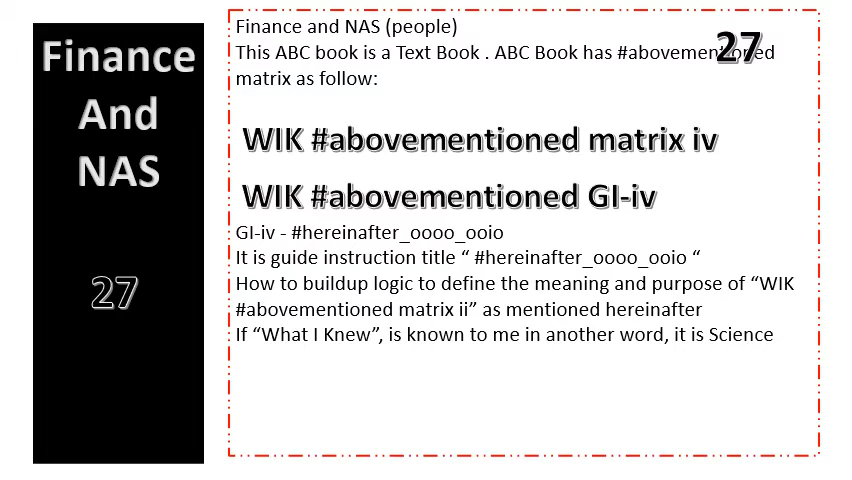 Finance
And
NAS
27
Finance and NAS (people)
27
This ABC book is a Text Book . ABC Book has #abovementioned
matrix as follow:
WIK #abovementioned matrix iv
WIK #abovementioned GI-iv
GI-iv - #hereinafter_oooo_ooio
It is guide instruction title “ #hereinafter_oooo_ooio “
How to buildup logic to define the meaning and purpose of “WIK
#abovementioned matrix ii” as mentioned hereinafter
If “What I Knew”, is known to me in another word, it is Science